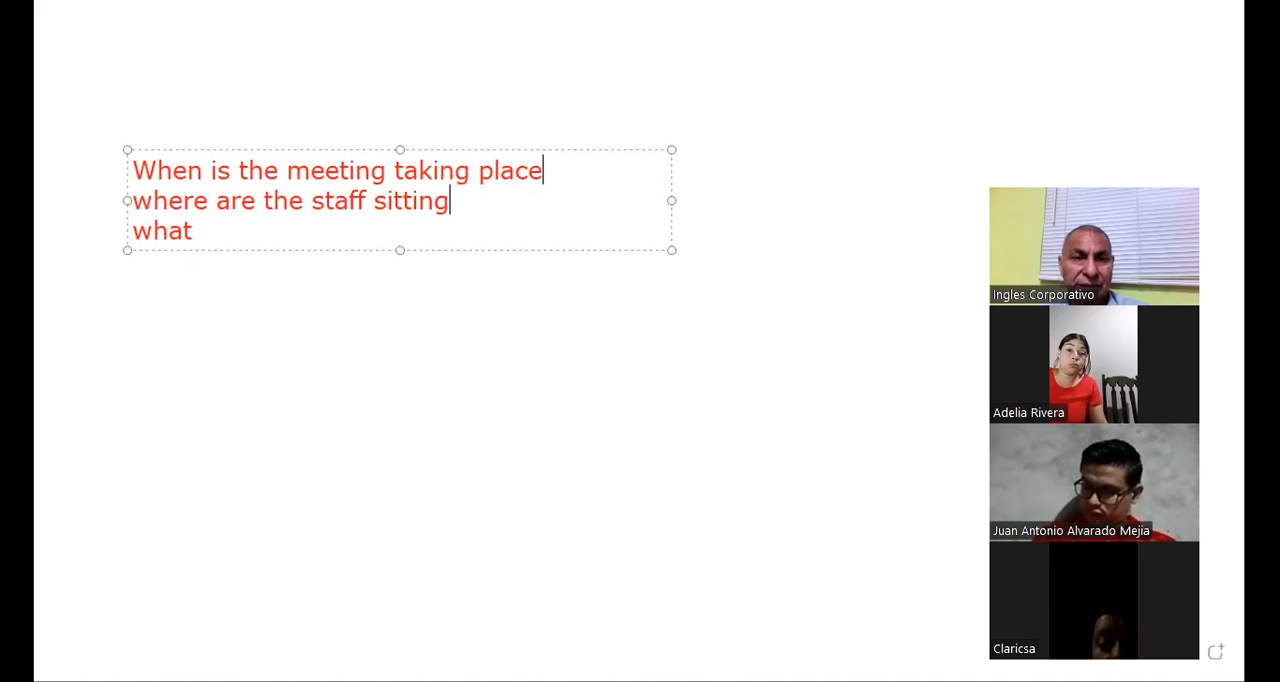 When is the meeting taking place
where are the staff sitting
what
Ingles Corporativo
Adelia Rivera
Juan Antonio Alvarado Mejia
Claricsa